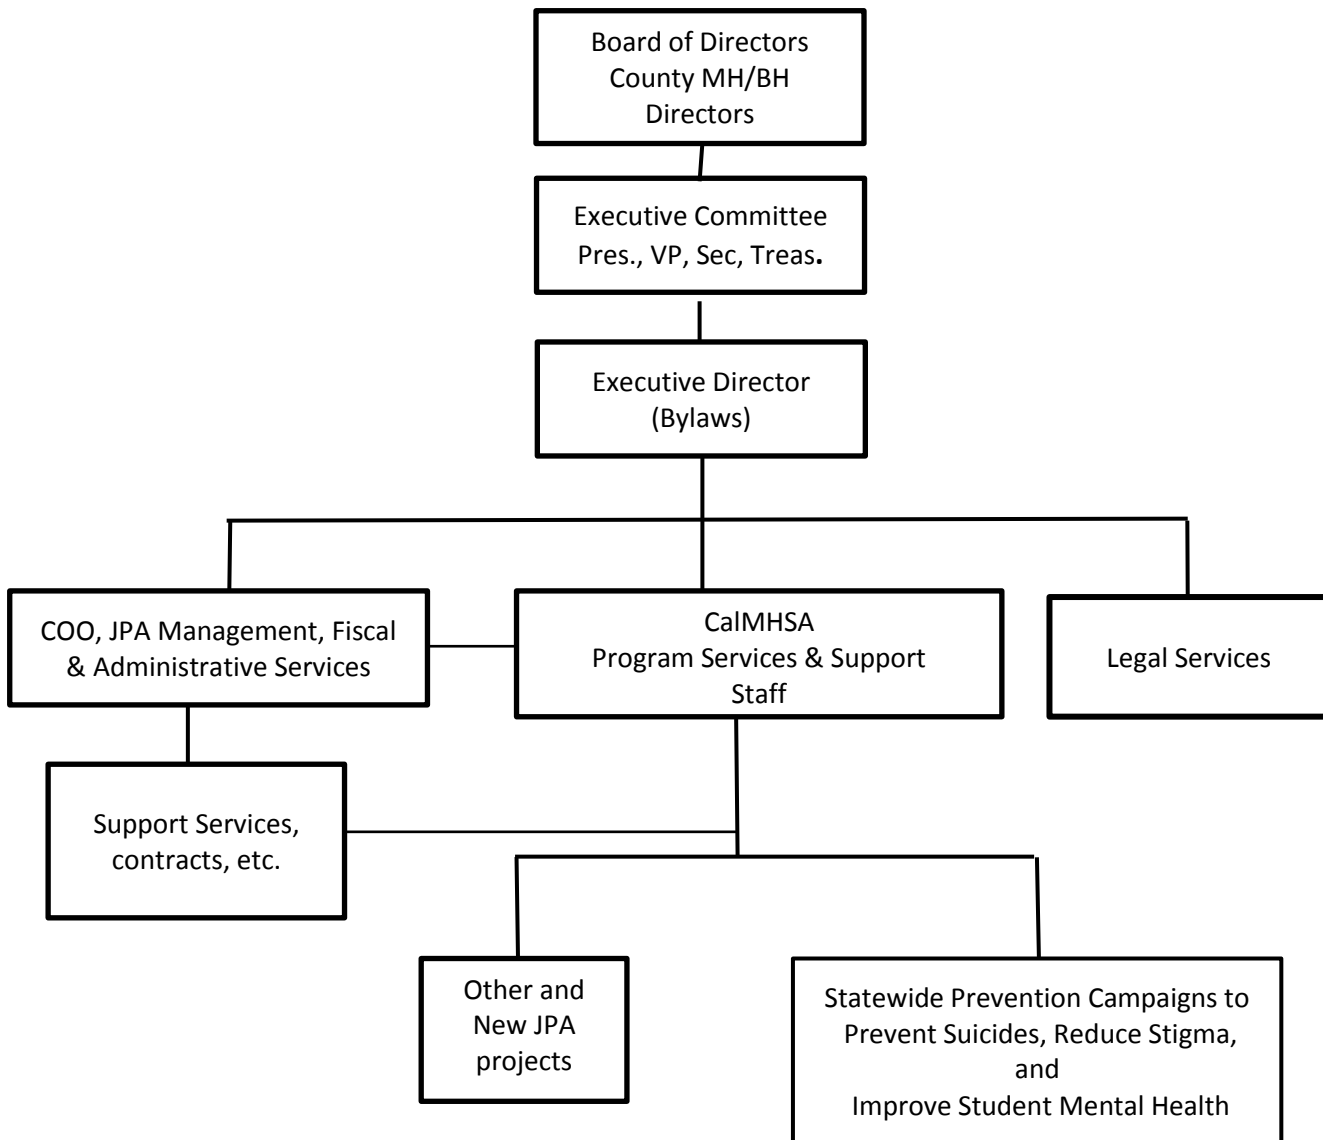 Board of Directors
County MH/BH
Directors
Executive Committee
Pres., VP, Sec, Treas.
Executive Director
(Bylaws)
COO, JPA Management, Fiscal
& Administrative Services
CalMHSA
Program Services & Support
Staff
Legal Services
Support Services,
contracts, etc.
Other and
New JPA
projects
Statewide Prevention Campaigns to
Prevent Suicides, Reduce Stigma,
and
Improve Student Mental Health